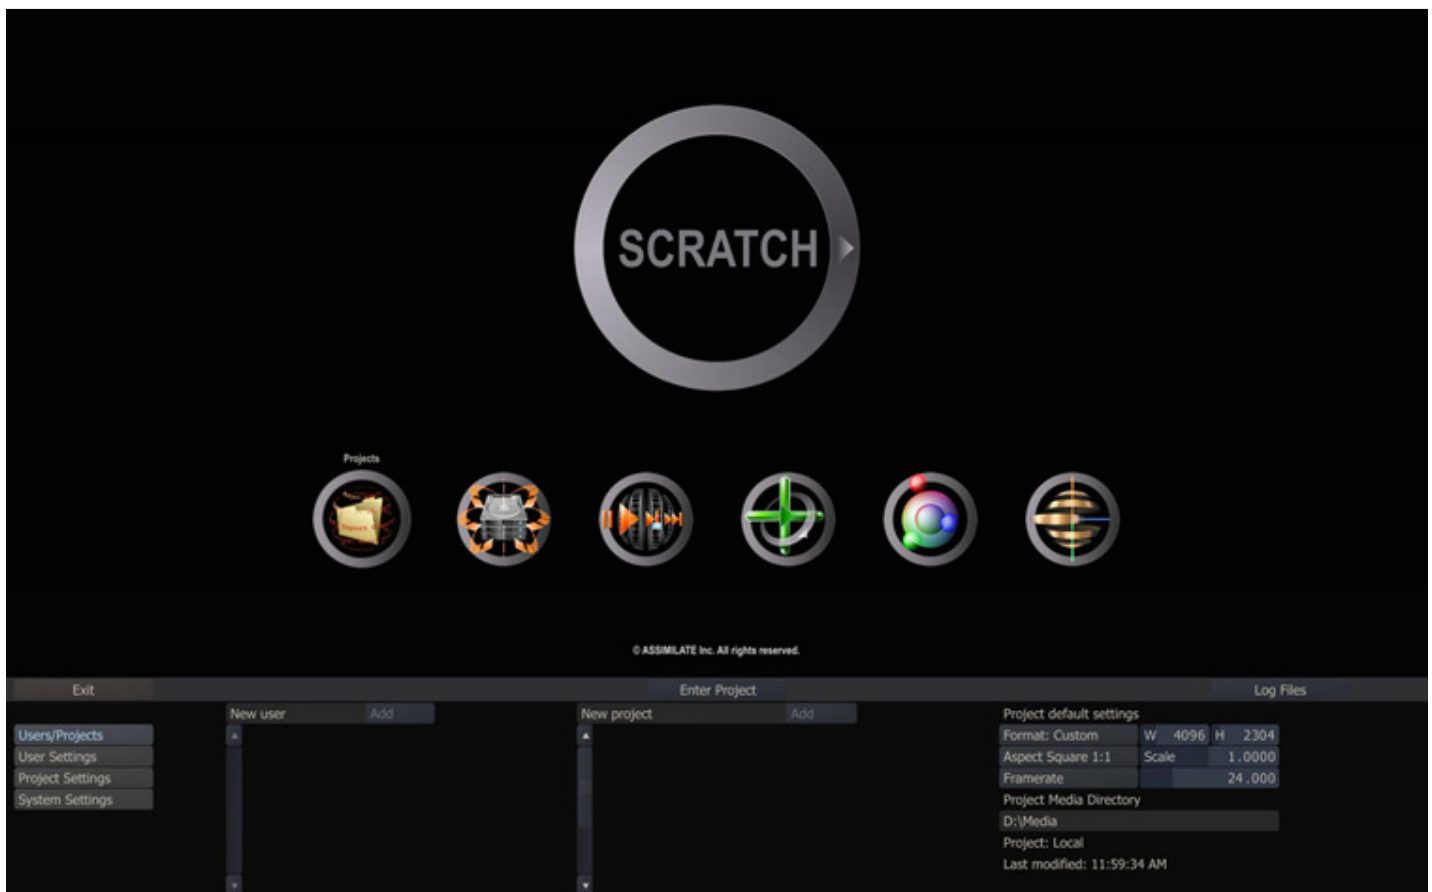 SCRATCH
Projects
© ASSIMILATE Inc. All rights reserved.
Exit Enter Project Log Files
New user Add New project Add Project default settings
Users/Projects Format: Custom W 4096 H 2304
User Settings Aspect Square 1:1 Scale 1.0000
Project Settings Framerate 24.000
System Settings Project Media Directory
D:\Media
Project: Local
Last modified: 11:59:34 AM